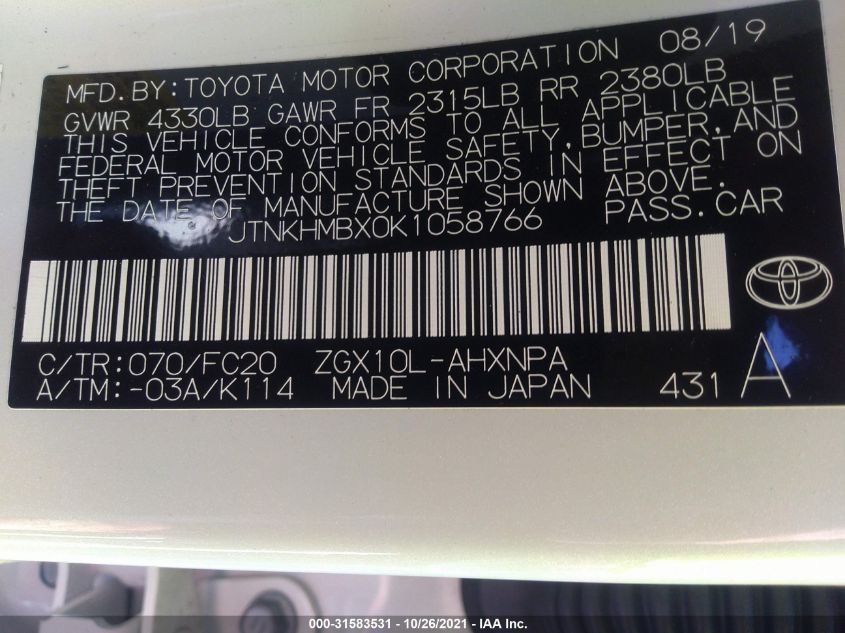 MFD.BY:TOYOTA MOTOR CORPORATION 08/19
GVWR 4330LB GAWR FR 2315LB RR 2380LB
THIS VEHICLE CONFORMS TO ALL APPLICABLE
FEDERAL MOTOR VEHICLE SAFETY,BUMPER,AND
THEFT PREVENTION STANDARDS IN EFFECT ON
THE DATE OF MANUFACTURE SHOWN ABOVE.
JTNKHMBX0K1058766 PASS.CAR
C/TR:070/FC20 ZGX10L-AHXNPA
A/TM:-03A/K114 MADE IN JAPAN 431 A
000-31583531 - 10/26/2021 - IAA Inc.